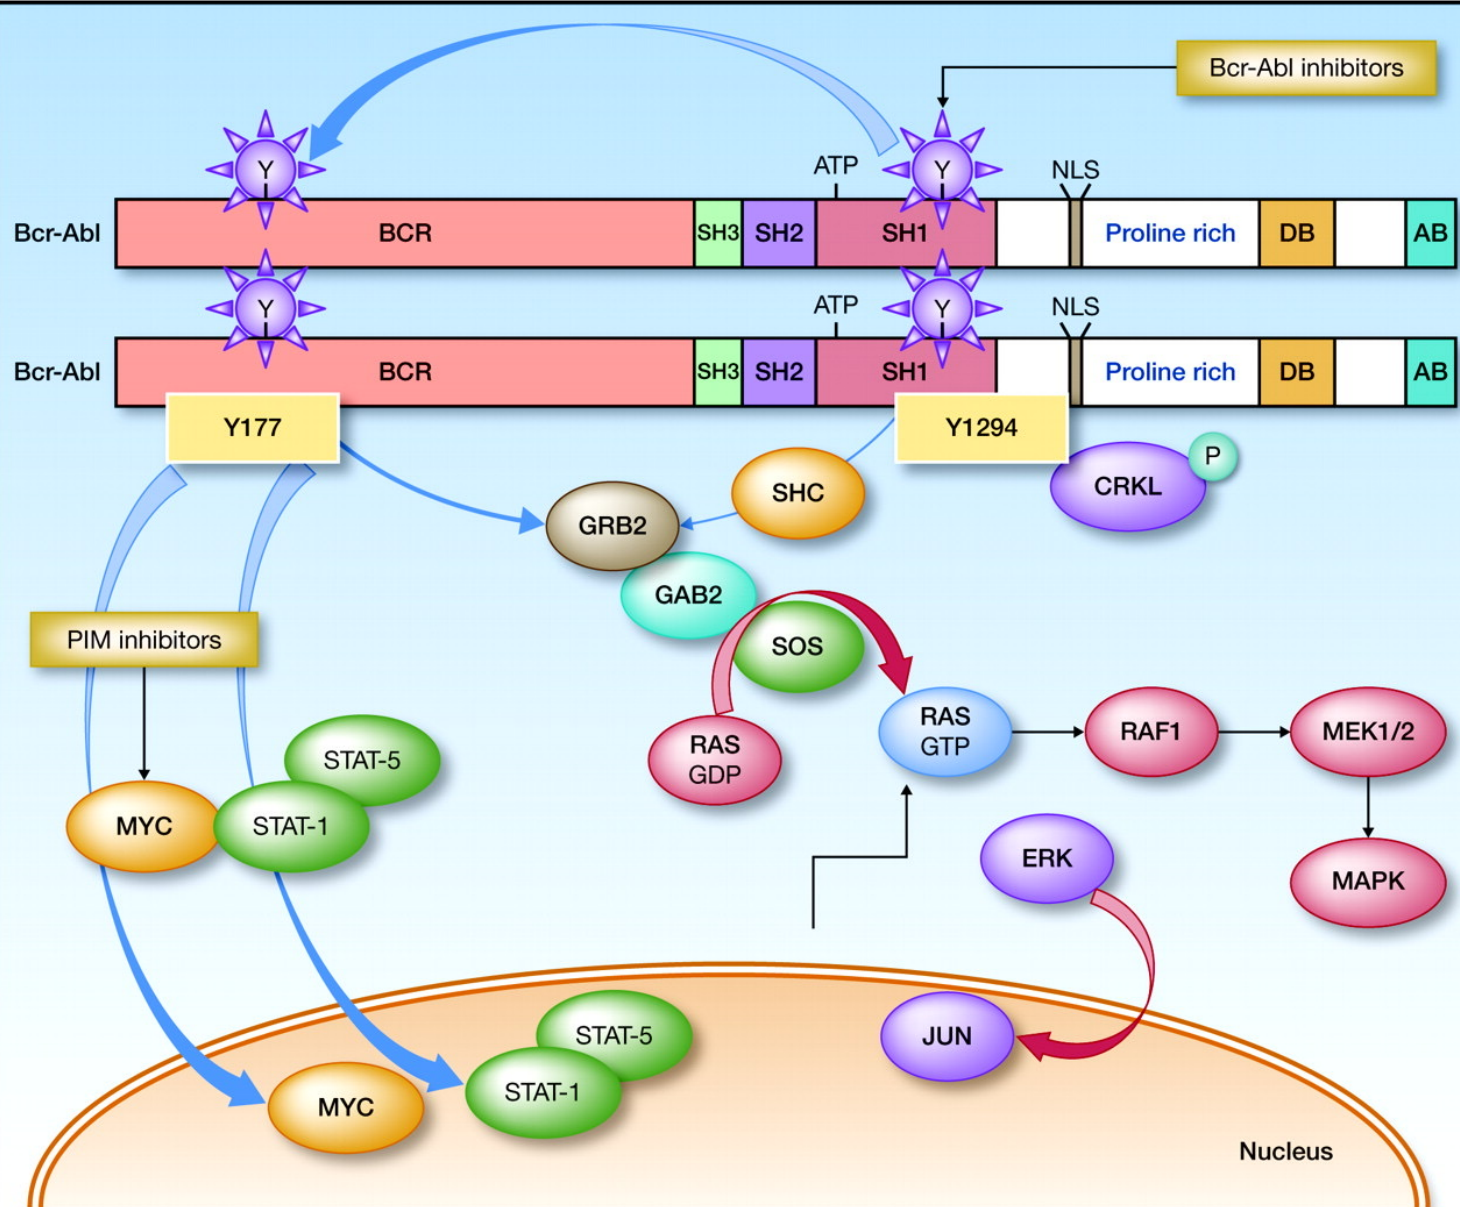 Bcr-Abl inhibitors
Y
Y
ATP
NLS
Bcr-Abl
BCR
SH3
SH2
SH1
Proline rich
DB
AB
Y
Y
ATP
NLS
Bcr-Abl
BCR
SH3
SH2
SH1
Proline rich
DB
AB
Y177
Y1294
P
CRKL
SHC
GRB2
GAB2
SOS
PIM inhibitors
RAS
GTP
RAF1
MEK1/2
RAS
GDP
STAT-5
MYC
STAT-1
ERK
MAPK
STAT-5
JUN
STAT-1
MYC
Nucleus